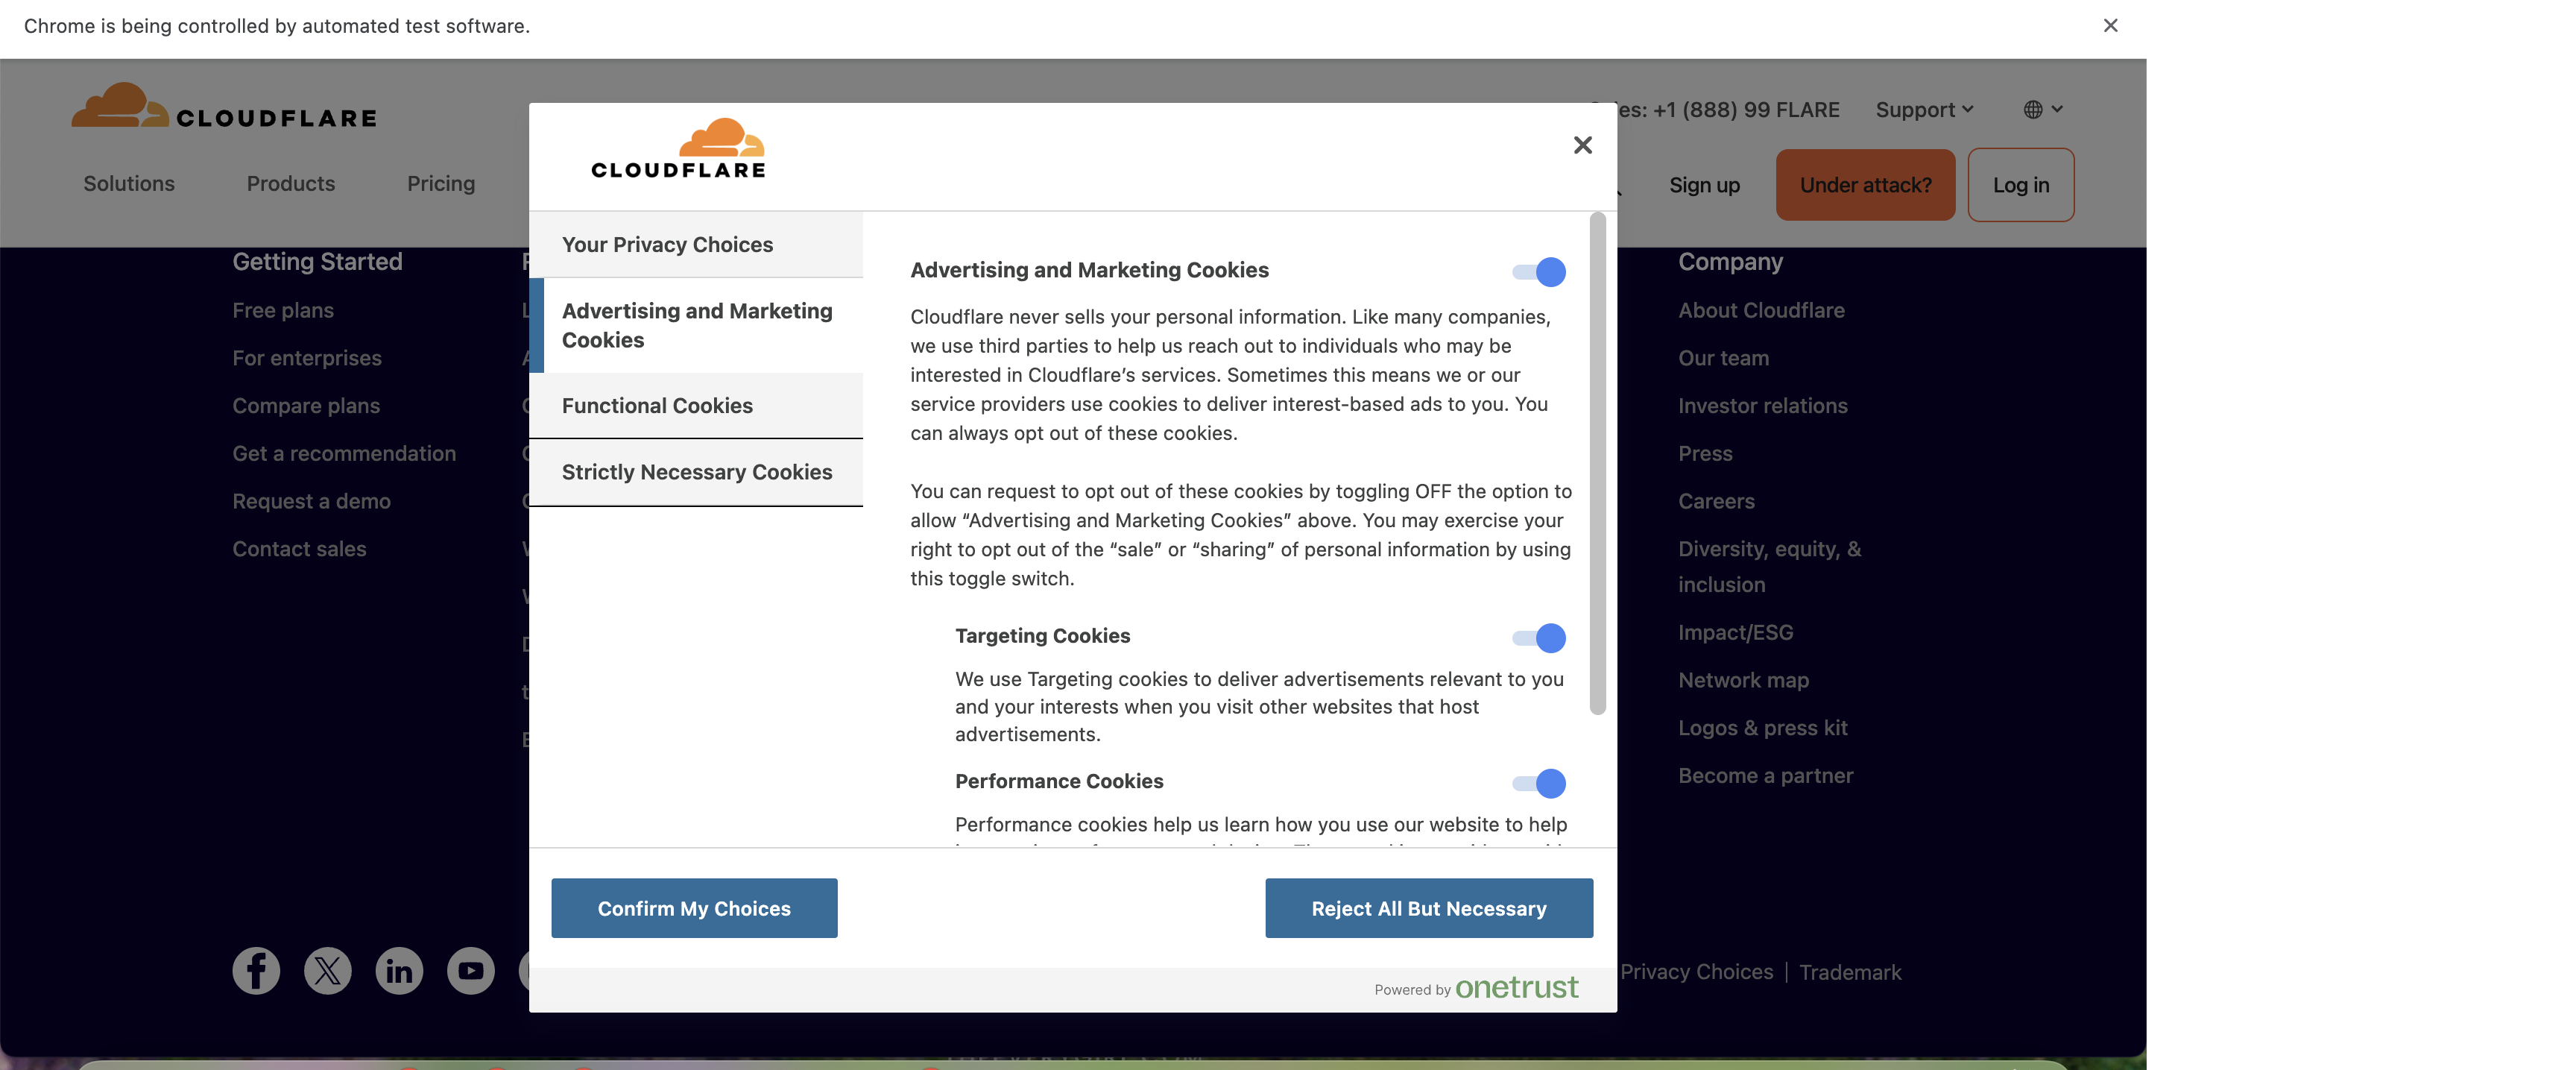 Chrome is being controlled by automated test software.
CLOUDFLARE
Sales: +1 (888) 99 FLARE
Support
Solutions
Products
Pricing
Sign up
Under attack?
Log in
CLOUDFLARE
Your Privacy Choices
Advertising and Marketing
Cookies
Functional Cookies
Strictly Necessary Cookies
Advertising and Marketing Cookies
Cloudflare never sells your personal information. Like many companies,
we use third parties to help us reach out to individuals who may be
interested in Cloudflare’s services. Sometimes this means we or our
service providers use cookies to deliver interest-based ads to you. You
can always opt out of these cookies.
You can request to opt out of these cookies by toggling OFF the option to
allow “Advertising and Marketing Cookies” above. You may exercise your
right to opt out of the “sale” or “sharing” of personal information by using
this toggle switch.
Targeting Cookies
We use Targeting cookies to deliver advertisements relevant to you
and your interests when you visit other websites that host
advertisements.
Performance Cookies
Performance cookies help us learn how you use our website to help
Confirm My Choices
Reject All But Necessary
Powered by onetrust
Getting Started
Free plans
For enterprises
Compare plans
Get a recommendation
Request a demo
Contact sales
Company
About Cloudflare
Our team
Investor relations
Press
Careers
Diversity, equity, &
inclusion
Impact/ESG
Network map
Logos & press kit
Become a partner
Privacy Choices | Trademark